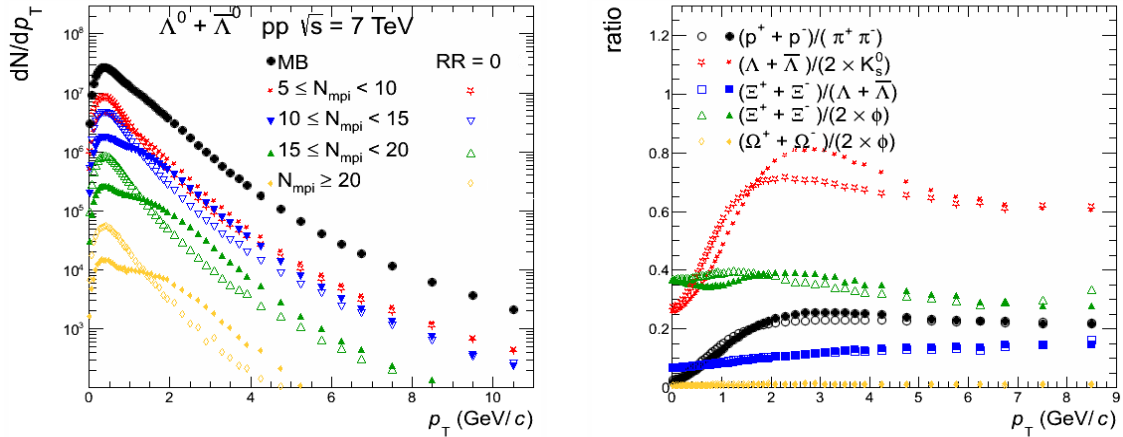 Λ⁰ + Λ̅⁰ pp √s = 7 TeV
MB RR = 0
5 ≤ N_mpi < 10
10 ≤ N_mpi < 15
15 ≤ N_mpi < 20
N_mpi ≥ 20
dN/dp_T
10⁸
10⁷
10⁶
10⁵
10⁴
10³
0 2 4 6 8 10
p_T (GeV/c)
ratio
(p⁺ + p⁻)/( π⁺ π⁻)
(Λ + Λ̅ )/(2 × K⁰_s)
(Ξ⁺ + Ξ⁻ )/(Λ + Λ̅)
(Ξ⁺ + Ξ⁻ )/(2 × ϕ)
(Ω⁺ + Ω⁻ )/(2 × ϕ)
1.2
1
0.8
0.6
0.4
0.2
0
0 1 2 3 4 5 6 7 8 9
p_T (GeV/c)